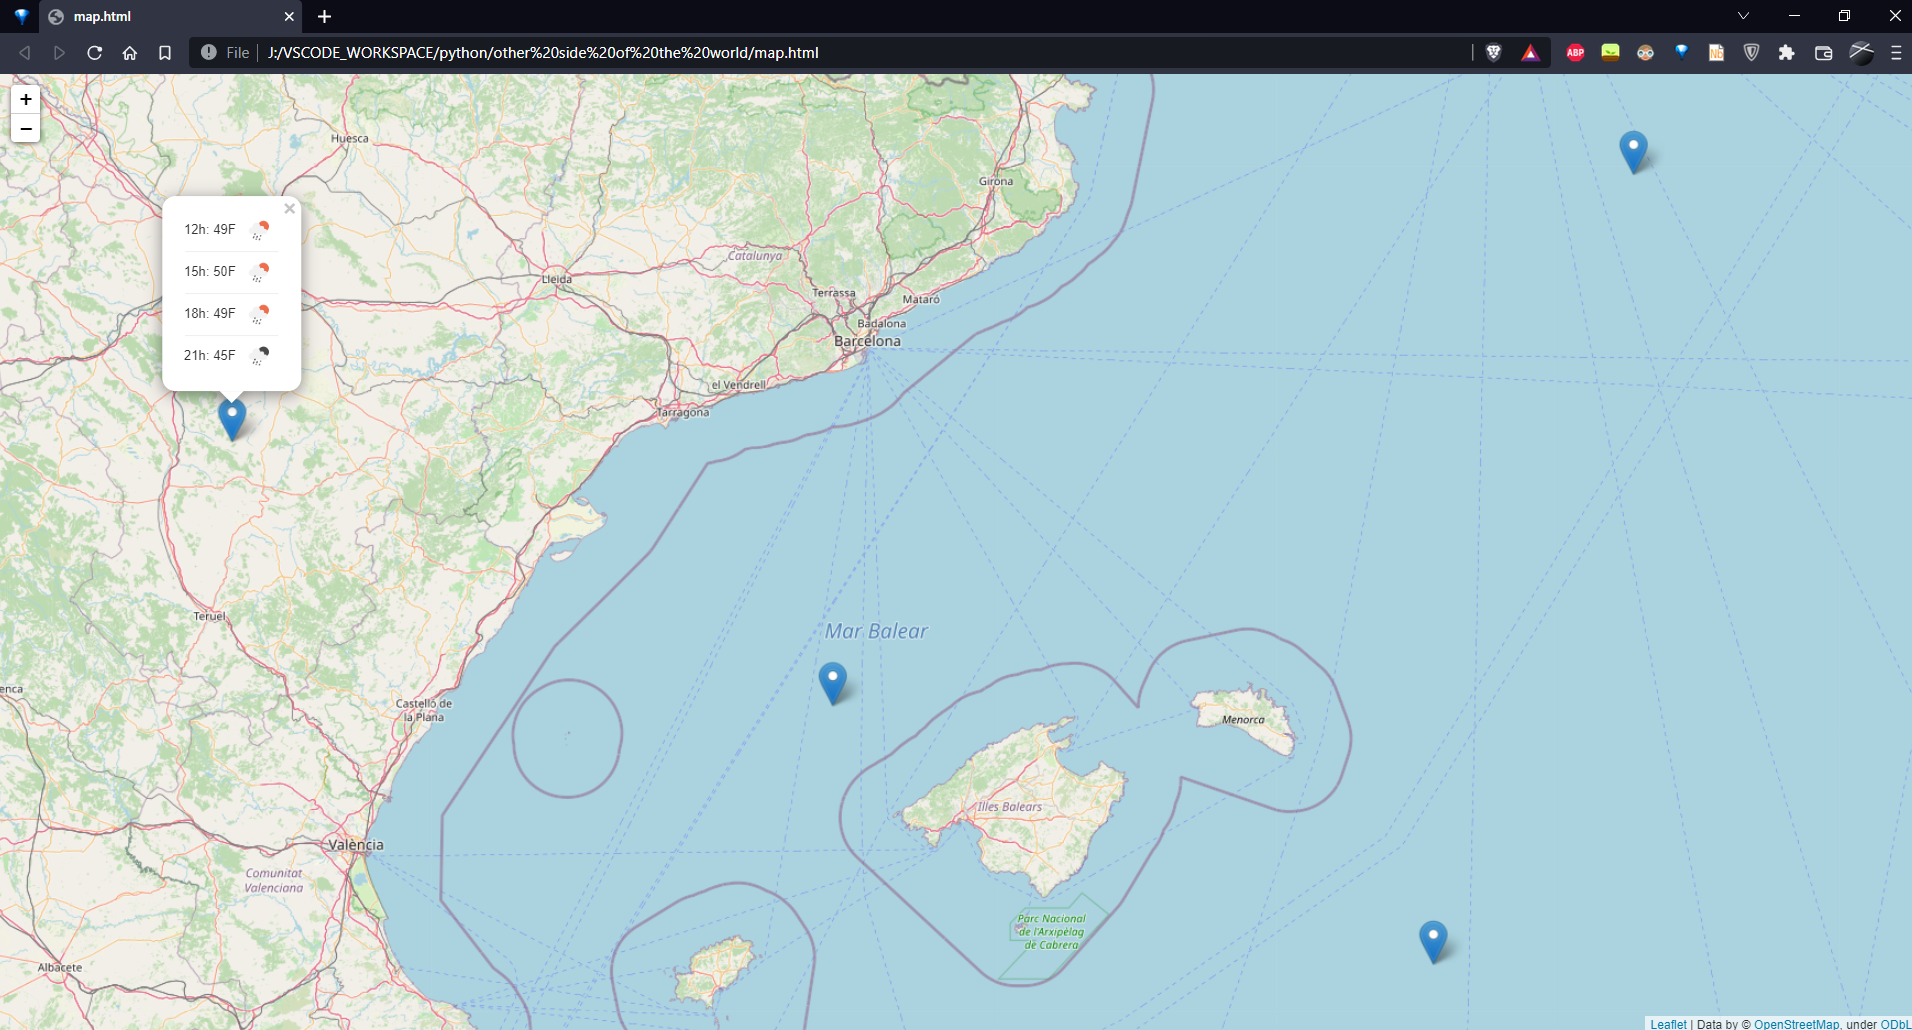 map.html
File
J:/VSCODE_WORKSPACE/python/other%20side%20of%20the%20world/map.html
ABP
Nb
+
−
Huesca
Girona
12h: 49F
15h: 50F
18h: 49F
21h: 45F
Catalunya
Lleida
Terrassa
Mataró
Badalona
Barcelona
el Vendrell
Tarragona
Teruel
Mar Balear
enca
Castelló de
la Plana
Menorca
Illes Balears
València
Comunitat
Valenciana
Parc Nacional
de l'Arxipèlag
de Cabrera
Albacete
Leaflet | Data by © OpenStreetMap, under ODbL